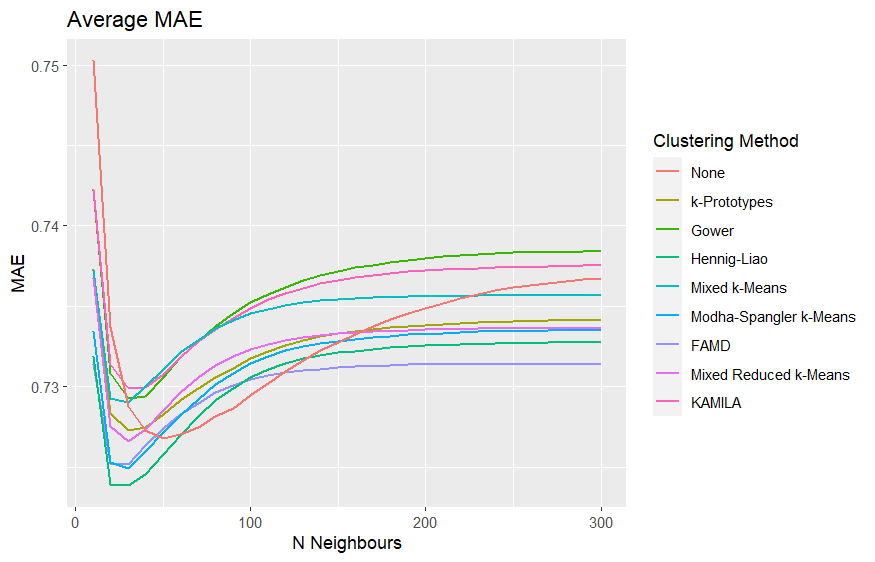 Average MAE
0.75
0.74
0.73
MAE
0
100
200
300
N Neighbours
Clustering Method
None
k-Prototypes
Gower
Hennig-Liao
Mixed k-Means
Modha-Spangler k-Means
FAMD
Mixed Reduced k-Means
KAMILA